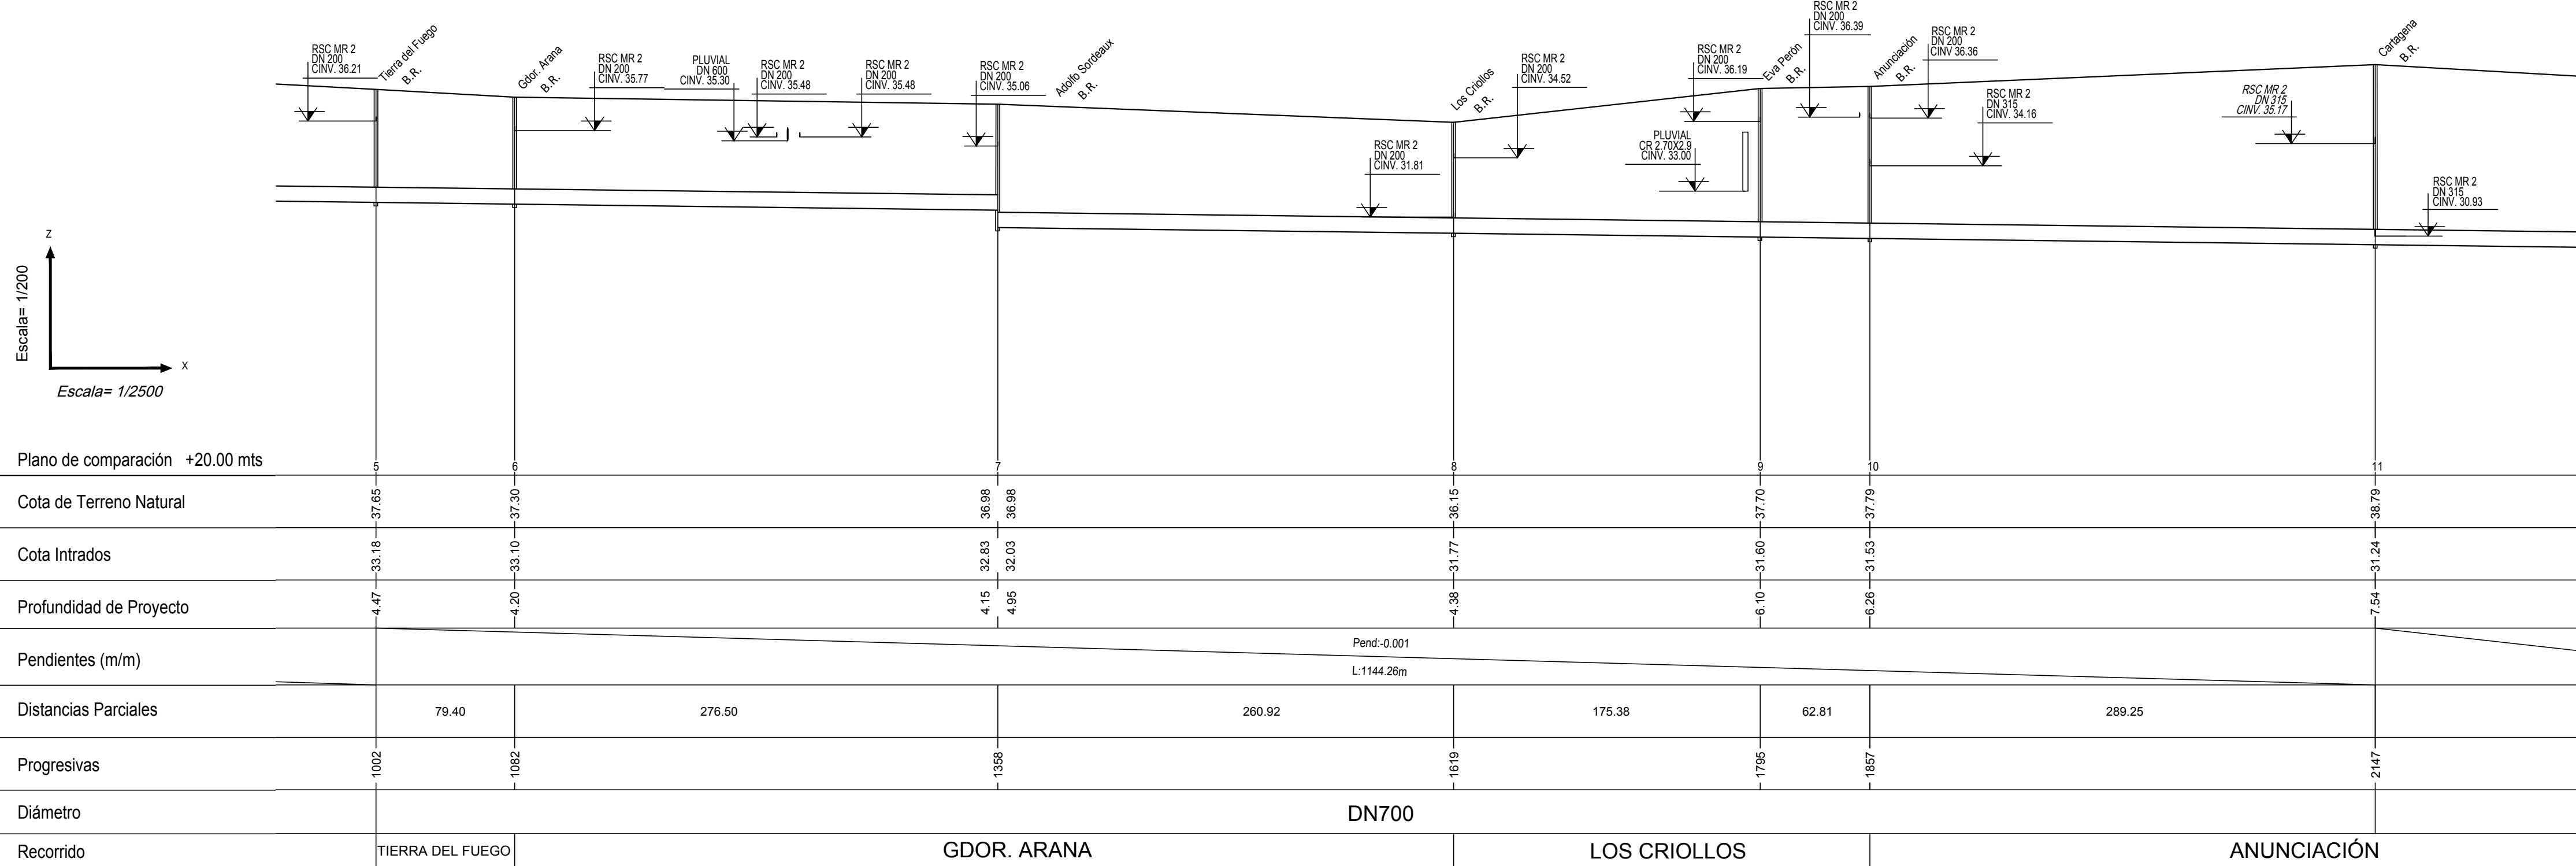 RSC MR 2
DN 200
CINV. 36.21
Tierra del Fuego
B.R.
Gdor. Arana
B.R.
RSC MR 2
DN 200
CINV. 35.77
PLUVIAL
DN 600
CINV. 35.30
RSC MR 2
DN 200
CINV. 35.48
RSC MR 2
DN 200
CINV. 35.48
RSC MR 2
DN 200
CINV. 35.06
Adolfo Sordeaux
B.R.
RSC MR 2
DN 200
CINV. 31.81
Los Criollos
B.R.
RSC MR 2
DN 200
CINV. 34.52
RSC MR 2
DN 200
CINV. 36.19
PLUVIAL
CR 2.70X2.9
CINV. 33.00
Eva Perón
B.R.
RSC MR 2
DN 200
CINV. 36.39
Anunciación
B.R.
RSC MR 2
DN 200
CINV 36.36
RSC MR 2
DN 315
CINV. 34.16
RSC MR 2
DN 315
CINV. 35.17
Cartagena
B.R.
RSC MR 2
DN 315
CINV. 30.93
Z
Escala= 1/200
X
Escala= 1/2500
Plano de comparación +20.00 mts
5 6 7 8 9 10 11
Cota de Terreno Natural 37.65 37.30 36.98 36.98 36.15 37.70 37.79 38.79
Cota Intrados 33.18 33.10 32.83 32.03 31.77 31.60 31.53 31.24
Profundidad de Proyecto 4.47 4.20 4.15 4.95 4.38 6.10 6.26 7.54
Pend:-0.001
Pendientes (m/m)
L:1144.26m
Distancias Parciales 79.40 276.50 260.92 175.38 62.81 289.25
Progresivas 1002 1082 1358 1619 1795 1857 2147
Diámetro DN700
Recorrido TIERRA DEL FUEGO GDOR. ARANA LOS CRIOLLOS ANUNCIACIÓN